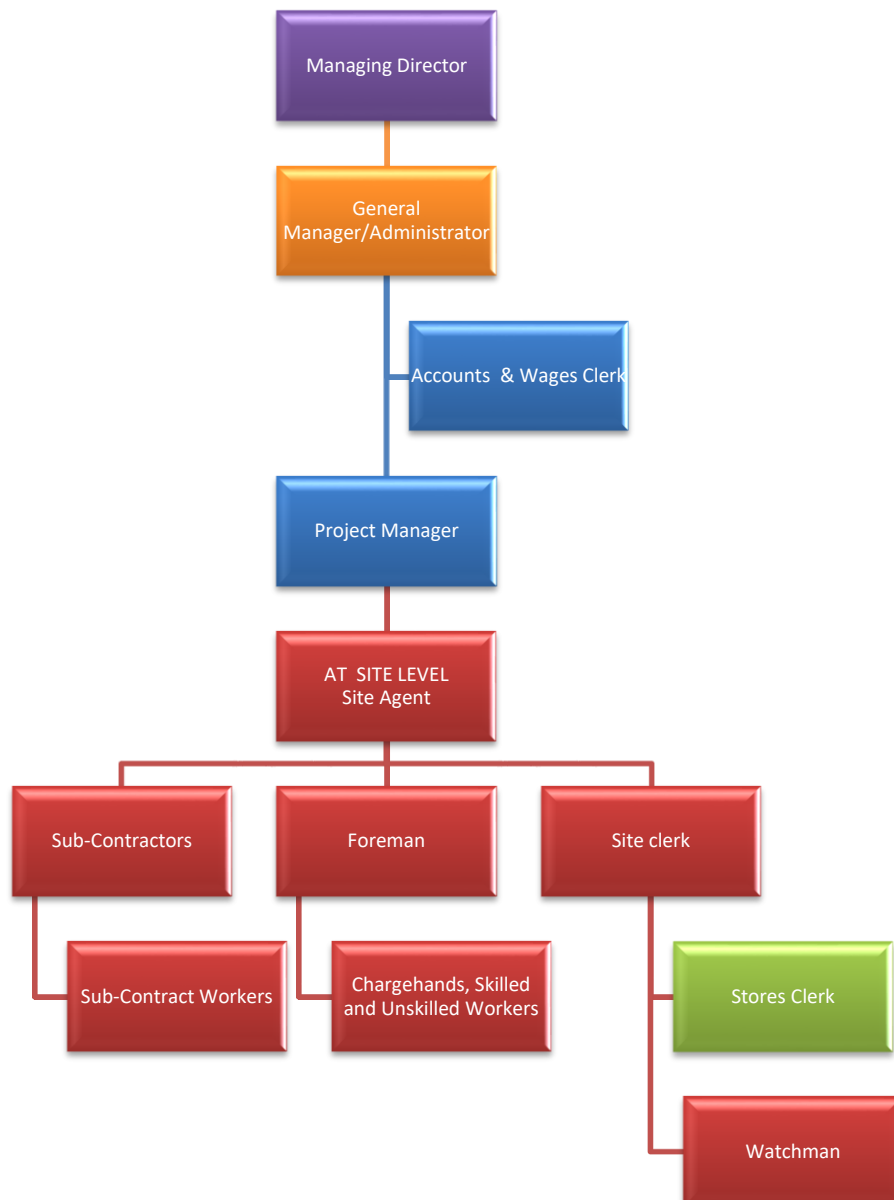 Managing Director
General
Manager/Administrator
Accounts  & Wages Clerk
Project Manager
AT  SITE LEVEL
Site Agent
Sub-Contractors
Foreman
Site clerk
Sub-Contract Workers
Chargehands, Skilled
and Unskilled Workers
Stores Clerk
Watchman